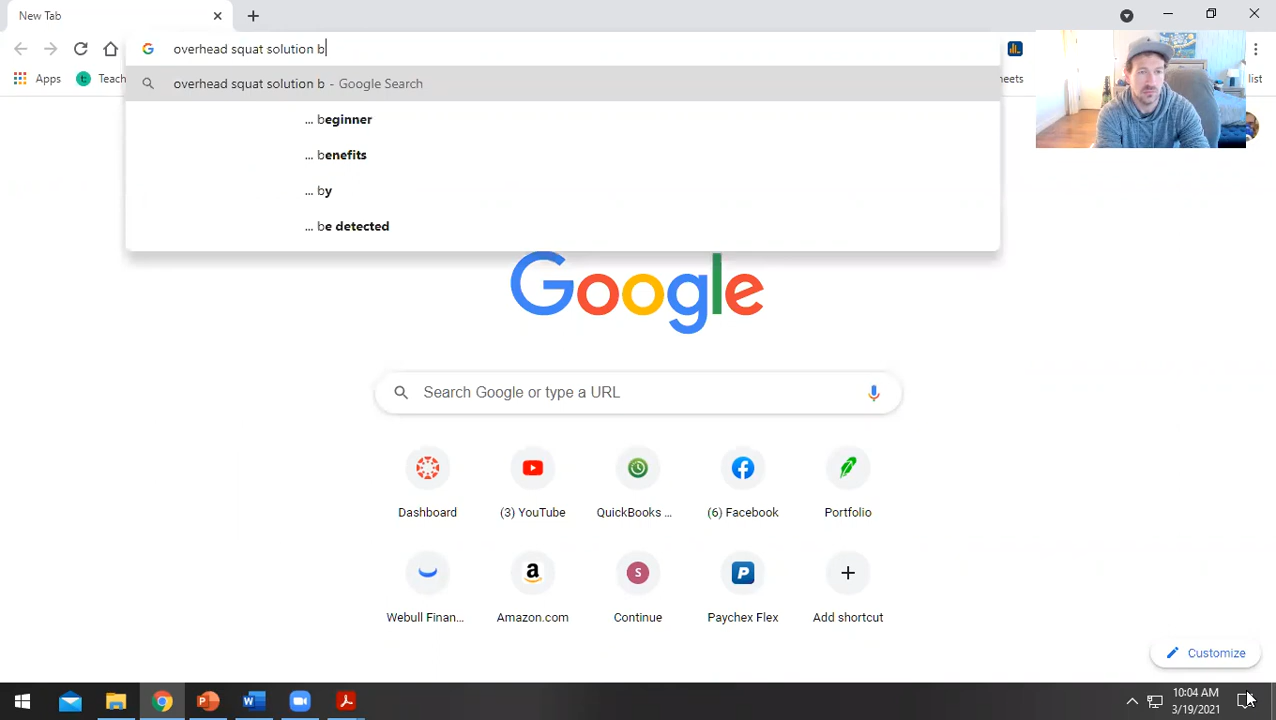 New Tab
overhead squat solution b
overhead squat solution b - Google Search
... beginner
... benefits
... by
... be detected
Apps
Teach
heets
list
Google
Search Google or type a URL
Dashboard
(3) YouTube
QuickBooks ...
(6) Facebook
Portfolio
Webull Finan...
Amazon.com
S
Continue
Paychex Flex
Add shortcut
Customize
10:04 AM
3/19/2021